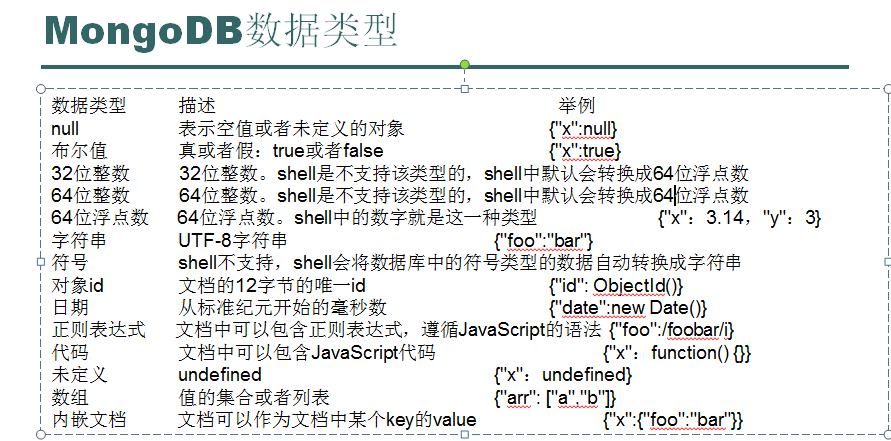 MongoDB数据类型
数据类型 描述 举例
null 表示空值或者未定义的对象 {"x":null}
布尔值 真或者假：true或者false {"x":true}
32位整数 32位整数。shell是不支持该类型的，shell中默认会转换成64位浮点数
64位整数 64位整数。shell是不支持该类型的，shell中默认会转换成64位浮点数
64位浮点数 64位浮点数。shell中的数字就是这一种类型 {"x"：3.14，"y"：3}
字符串 UTF-8字符串 {"foo":"bar"}
符号 shell不支持，shell会将数据库中的符号类型的数据自动转换成字符串
对象id 文档的12字节的唯一id {"id": ObjectId()}
日期 从标准纪元开始的毫秒数 {"date":new Date()}
正则表达式 文档中可以包含正则表达式，遵循JavaScript的语法 {"foo":/foobar/i}
代码 文档中可以包含JavaScript代码 {"x"：function() {}}
未定义 undefined {"x"：undefined}
数组 值的集合或者列表 {"arr": ["a","b"]}
内嵌文档 文档可以作为文档中某个key的value {"x":{"foo":"bar"}}